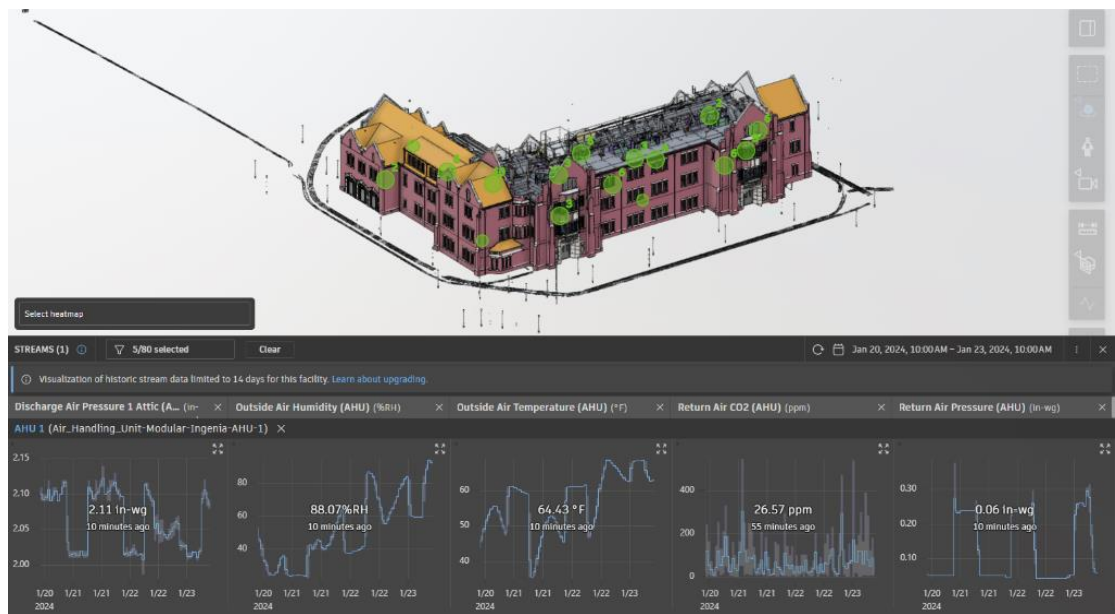 Select heatmap
STREAMS (1)
5/80 selected
Clear
Jan 20, 2024, 10:00 AM – Jan 23, 2024, 10:00 AM
Visualization of historic stream data limited to 14 days for this facility. Learn about upgrading.
Discharge Air Pressure 1 Attic (A... (in-
Outside Air Humidity (AHU) (%RH)
Outside Air Temperature (AHU) (°F)
Return Air CO2 (AHU) (ppm)
Return Air Pressure (AHU) (in-wg)
AHU 1 (Air_Handling_Unit-Modular-Ingenia-AHU-1)
2.15
2.10
2.05
2.00
2.11 in-wg
10 minutes ago
1/20 1/21 1/21 1/22 1/22 1/23
2024
80
60
40
88.07%RH
10 minutes ago
1/20 1/21 1/21 1/22 1/22 1/23
2024
60
50
40
64.43 °F
10 minutes ago
1/20 1/21 1/21 1/22 1/22 1/23
2024
400
200
0
26.57 ppm
55 minutes ago
1/20 1/21 1/21 1/22 1/22 1/23
2024
0.30
0.20
0.10
0.06 in-wg
10 minutes ago
1/20 1/21 1/21 1/22 1/22 1/23
2024